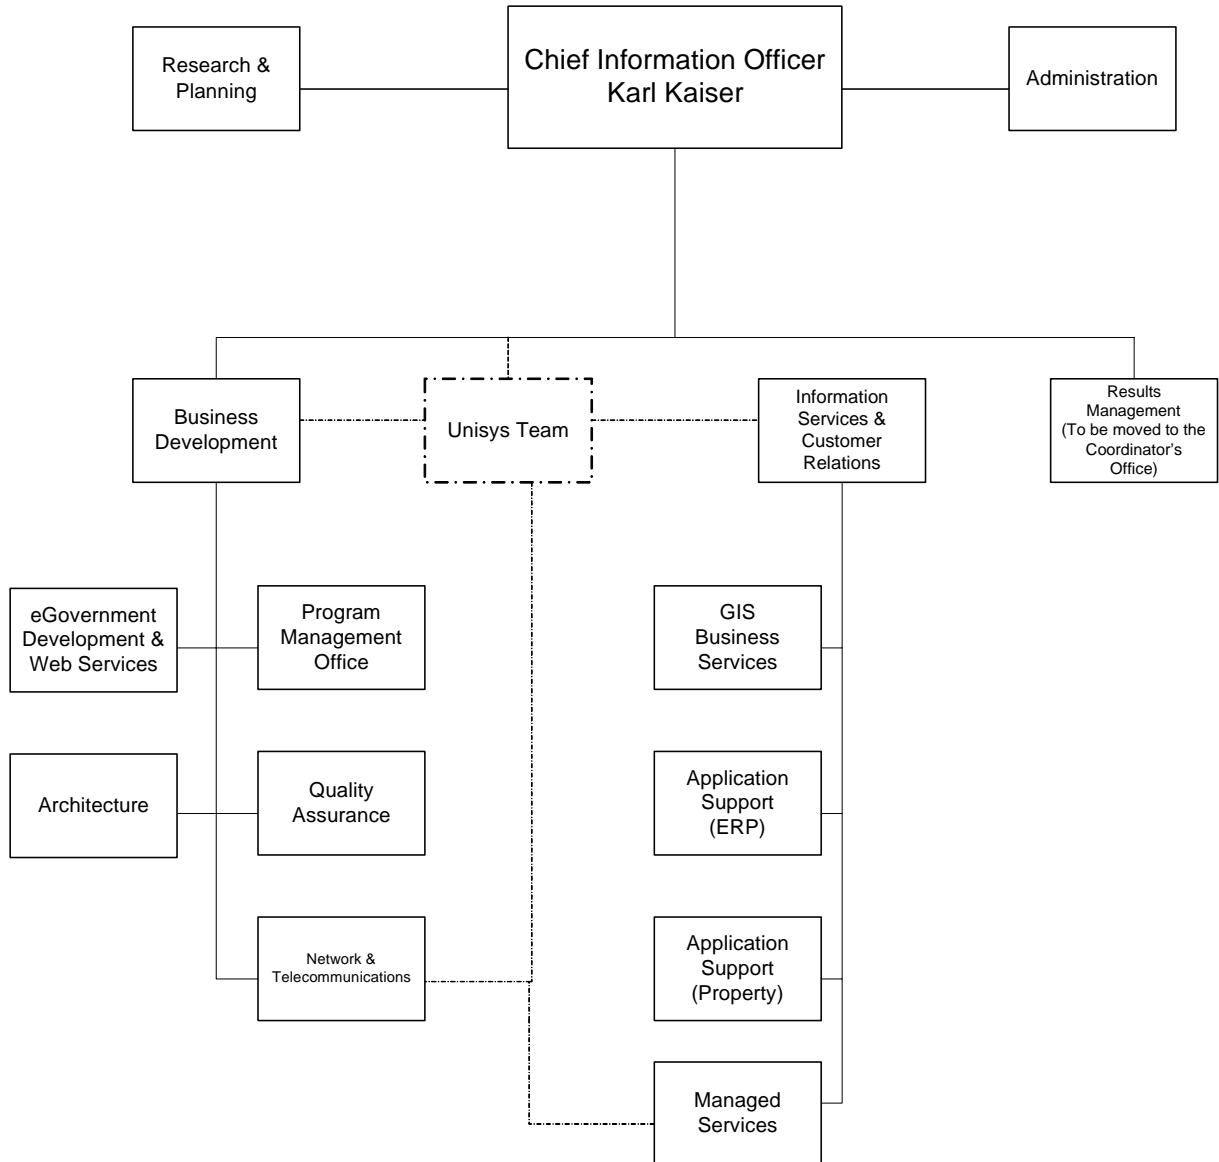 Research &
Planning
Chief Information Officer
Karl Kaiser
Administration
Business
Development
Unisys Team
Information
Services &
Customer
Relations
Results
Management
(To be moved to the
Coordinator's
Office)
eGovernment
Development &
Web Services
Program
Management
Office
GIS
Business
Services
Architecture
Quality
Assurance
Application
Support
(ERP)
Network &
Telecommunications
Application
Support
(Property)
Managed
Services